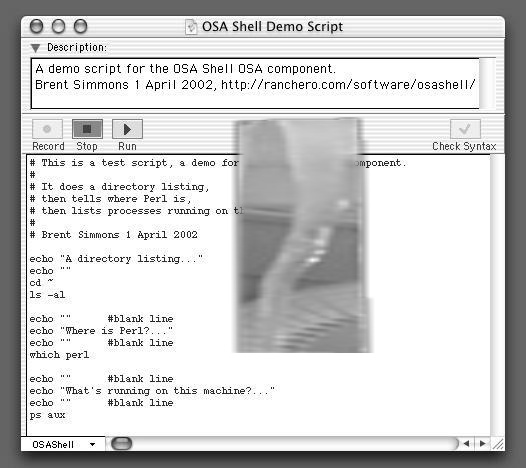 OSA Shell Demo Script
Description:
A demo script for the OSA Shell OSA component.
Brent Simmons 1 April 2002, http://ranchero.com/software/osashell/
Record Stop Run Check Syntax
# This is a test script, a demo for component.
#
# It does a directory listing,
# then tells where Perl is,
# then lists processes running on
#
# Brent Simmons 1 April 2002
echo "A directory listing..."
echo ""
cd ~
ls -al
echo "" #blank line
echo "Where is Perl?..."
echo "" #blank line
which perl
echo "" #blank line
echo "What's running on this machine?..."
echo "" #blank line
ps aux
OSAShell